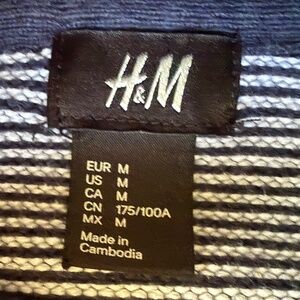 H&M
EUR M
US M
CA M
CN 175/100A
MX M
Made in
Cambodia